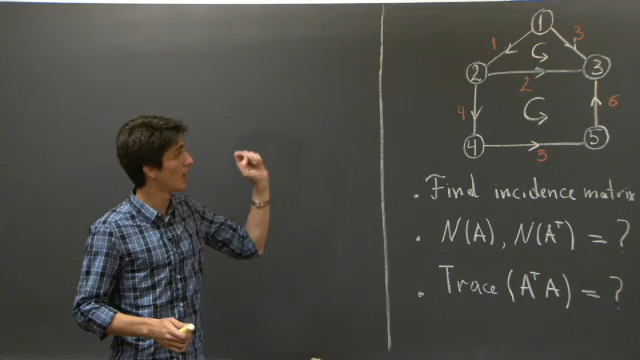 1
1 3
2 3
2
4 6
4 5
5
. Find incidence matrix
. N(A), N(Aᵀ) = ?
. Trace (AᵀA) = ?